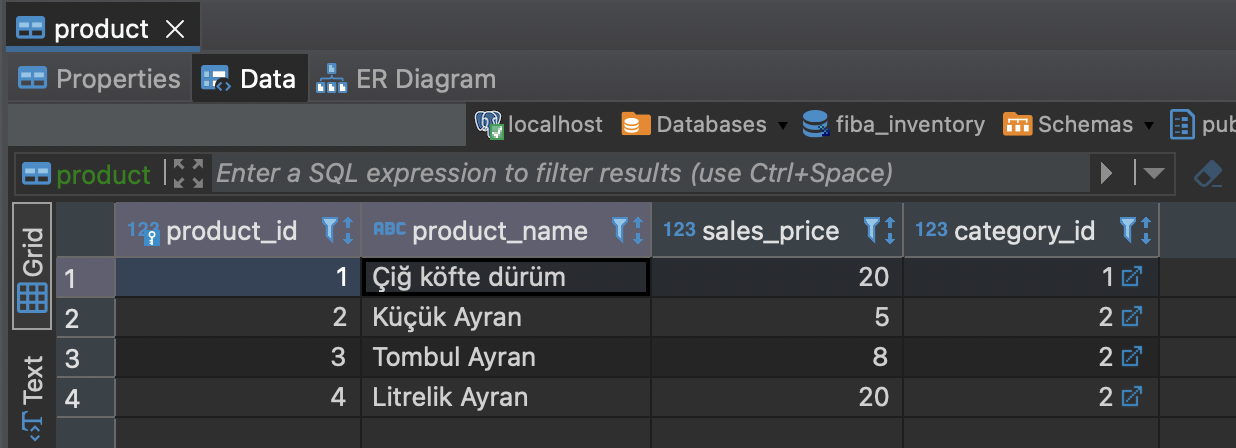 product
Properties Data ER Diagram
localhost Databases fiba_inventory Schemas
product Enter a SQL expression to filter results (use Ctrl+Space)
Grid
Text
123 product_id ABC product_name 123 sales_price 123 category_id
1 1 Çiğ köfte dürüm 20 1
2 2 Küçük Ayran 5 2
3 3 Tombul Ayran 8 2
4 4 Litrelik Ayran 20 2